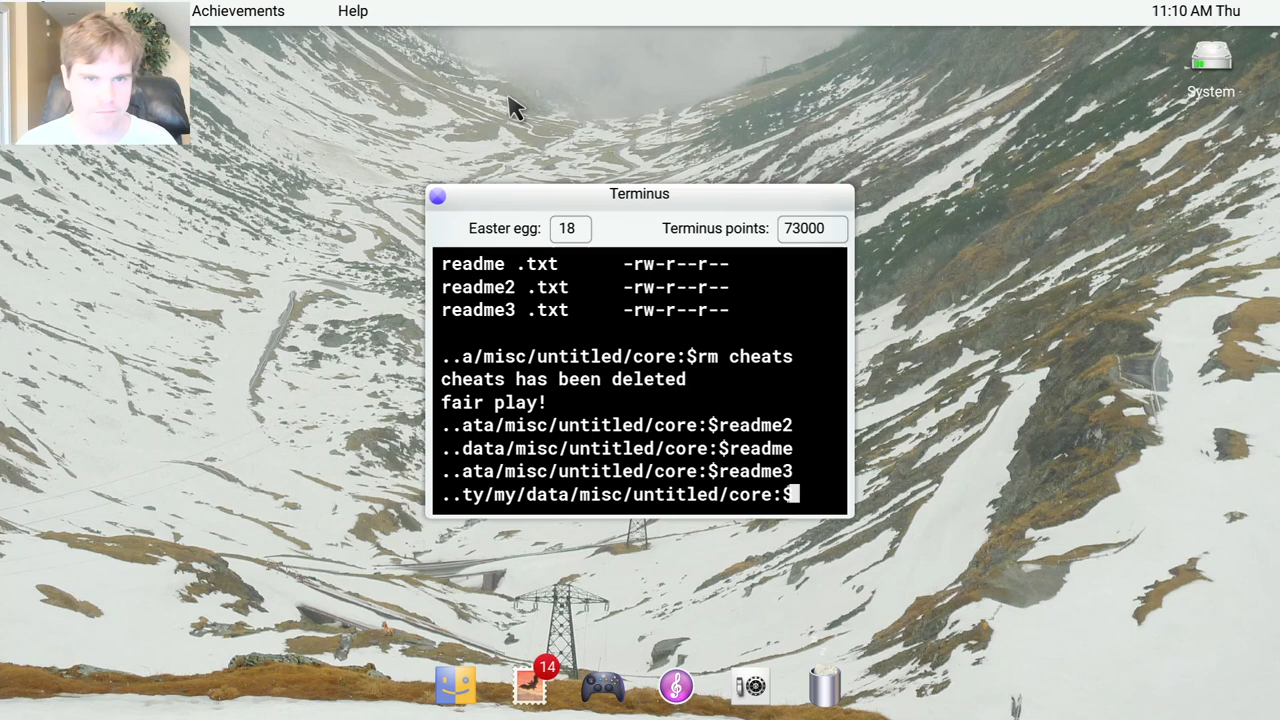 Achievements Help 11:10 AM Thu
System
Terminus
Easter egg: 18 Terminus points: 73000
readme .txt -rw-r--r--
readme2 .txt -rw-r--r--
readme3 .txt -rw-r--r--
..a/misc/untitled/core:$rm cheats
cheats has been deleted
fair play!
..ata/misc/untitled/core:$readme2
..data/misc/untitled/core:$readme
..ata/misc/untitled/core:$readme3
..ty/my/data/misc/untitled/core:$
14